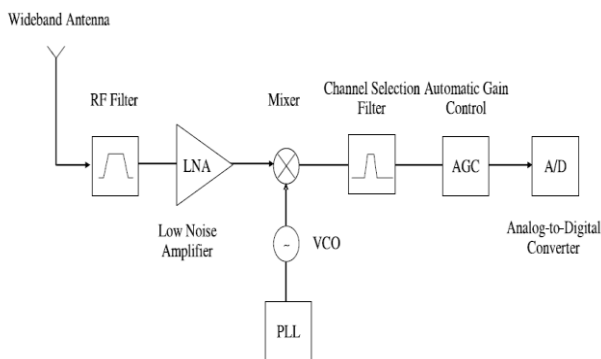 Wideband Antenna
RF Filter
LNA
Low Noise
Amplifier
Mixer
VCO
~
PLL
Channel Selection
Filter
Automatic Gain
Control
AGC
A/D
Analog-to-Digital
Converter